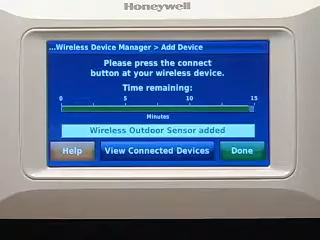 Honeywell
...Wireless Device Manager > Add Device
Please press the connect
button at your wireless device.
Time remaining:
0 5 10 15
Minutes
Wireless Outdoor Sensor added
Help View Connected Devices Done